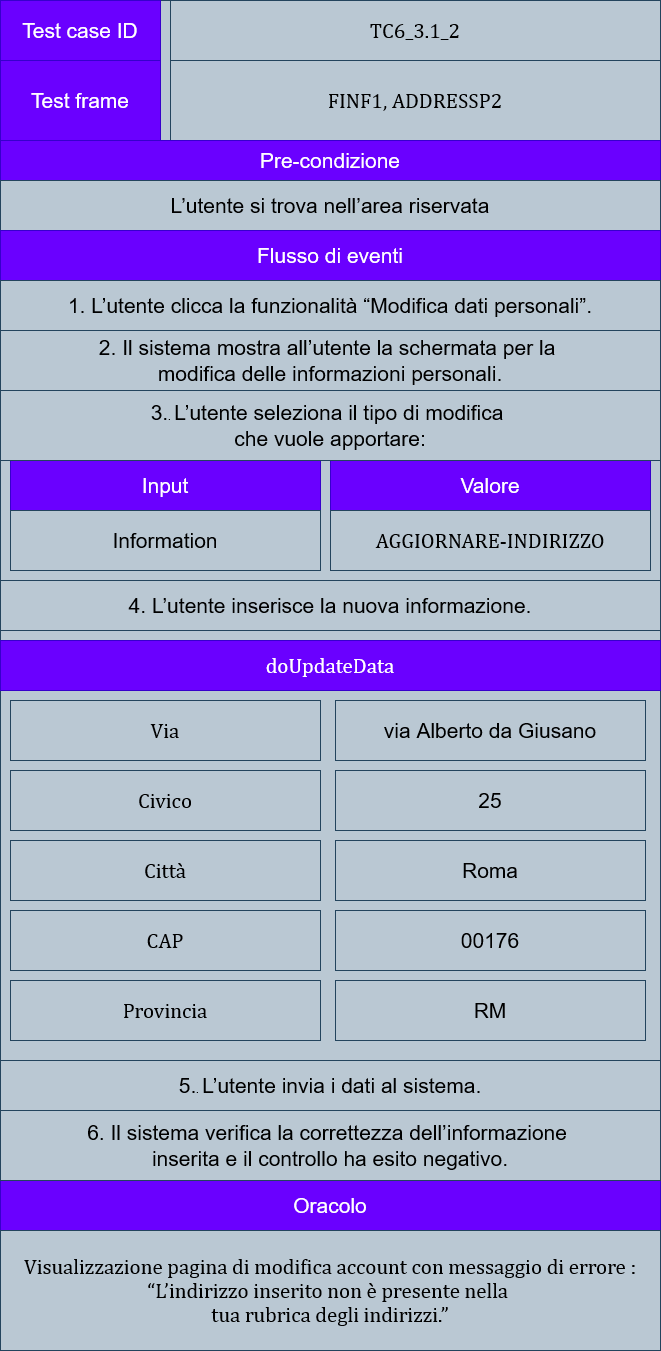 Test case ID
TC6_3.1_2
Test frame
FINF1, ADDRESSP2
Pre-condizione
L’utente si trova nell’area riservata
Flusso di eventi
1. L’utente clicca la funzionalità “Modifica dati personali”.
2. Il sistema mostra all’utente la schermata per la
modifica delle informazioni personali.
3.. L’utente seleziona il tipo di modifica
che vuole apportare:
Input
Valore
Information
AGGIORNARE-INDIRIZZO
4. L’utente inserisce la nuova informazione.
doUpdateData
Via
via Alberto da Giusano
Civico
25
Città
Roma
CAP
00176
Provincia
RM
5.. L’utente invia i dati al sistema.
6. Il sistema verifica la correttezza dell’informazione
inserita e il controllo ha esito negativo.
Oracolo
Visualizzazione pagina di modifica account con messaggio di errore :
“L’indirizzo inserito non è presente nella
tua rubrica degli indirizzi.”